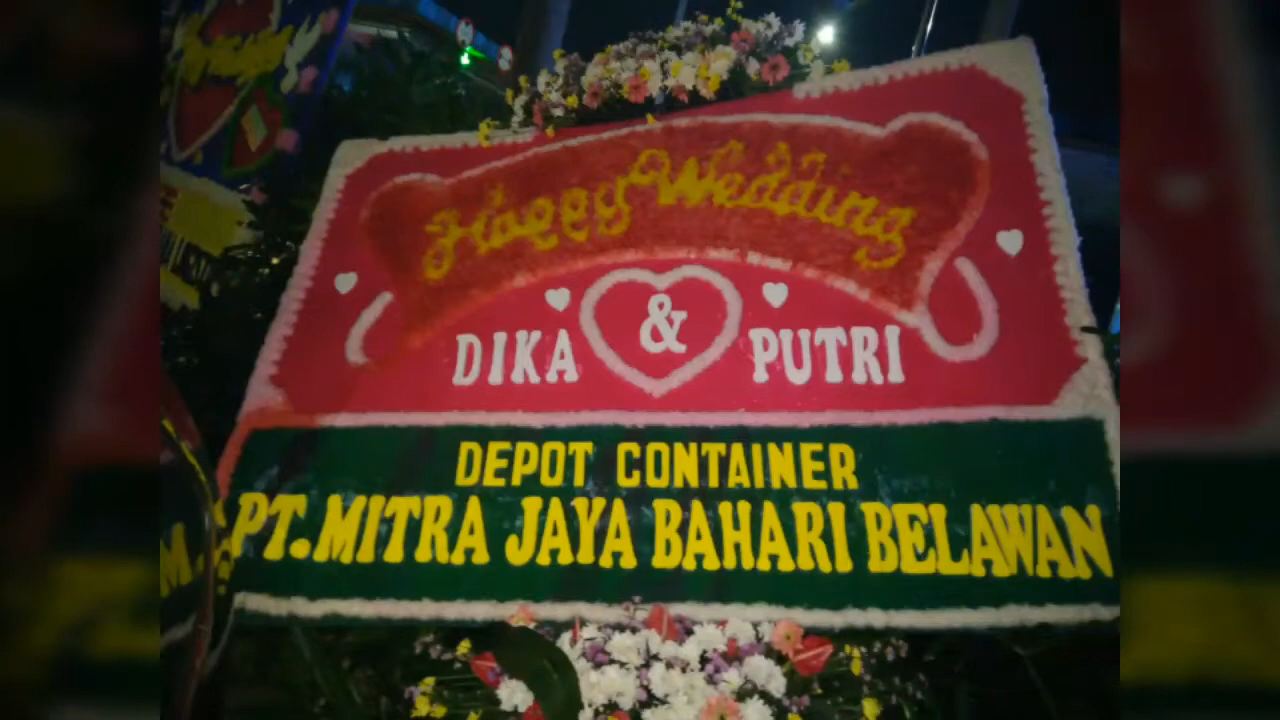 Happy Wedding
DIKA & PUTRI
DEPOT CONTAINER
PT. MITRA JAYA BAHARI BELAWAN